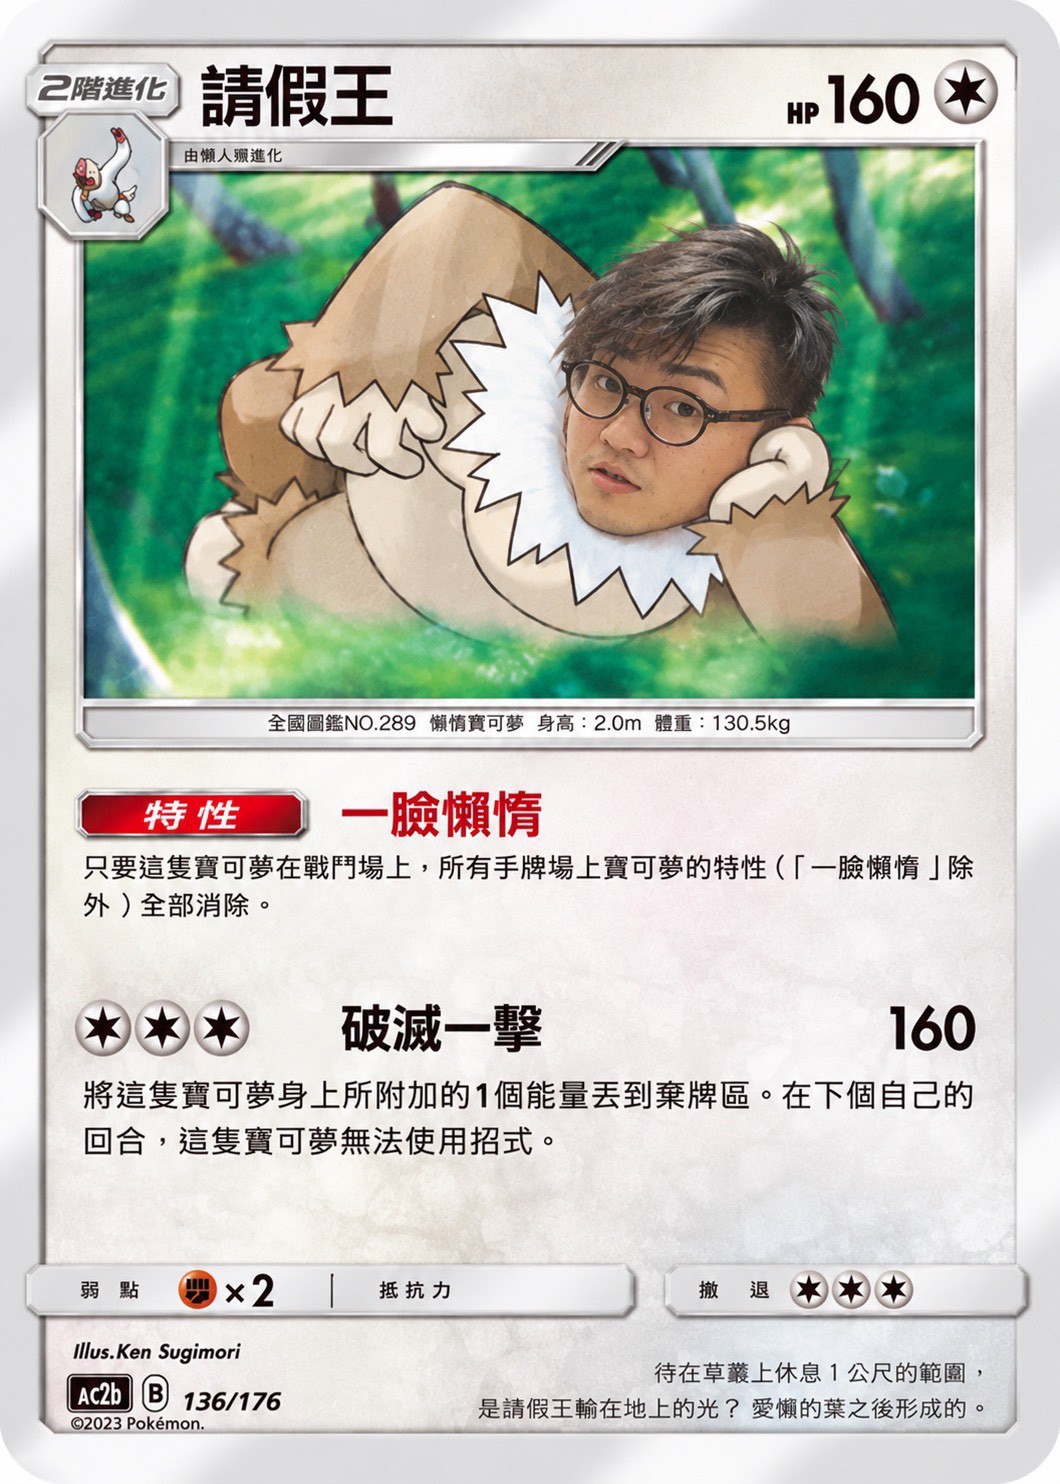 2階進化
請假王
HP 160
由懶人猴進化
全國圖鑑NO.289 懶惰寶可夢 身高：2.0m 體重：130.5kg
特性
一臉懶惰
只要這隻寶可夢在戰鬥場上，所有手牌場上寶可夢的特性（「一臉懶惰」除
外）全部消除。
破滅一擊 160
將這隻寶可夢身上所附加的1個能量丟到棄牌區。在下個自己的
回合，這隻寶可夢無法使用招式。
弱點 ×2 抵抗力 撤退
Illus.Ken Sugimori
AC2b B 136/176
©2023 Pokémon.
待在草叢上休息1公尺的範圍，
是請假王輸在地上的光？ 愛懶的葉之後形成的。